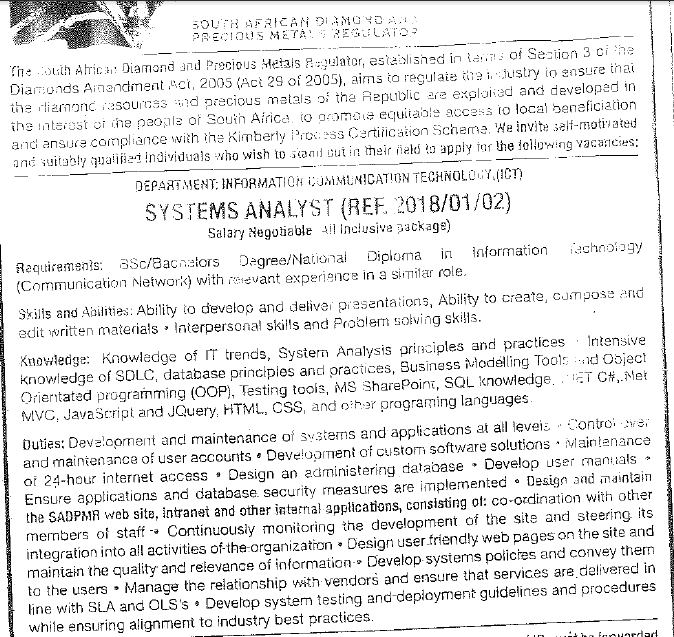 SOUTH AFRICAN DIAMOND AND
PRECIOUS METALS REGULATOR
The South African Diamond and Precious Metals Regulator, established in terms of Section 3 of the
Diamonds Amendment Act, 2005 (Act 29 of 2005), aims to regulate the industry to ensure that
the diamond resources and precious metals of the Republic are exploited and developed in
the interest of the people of South Africa, to promote equitable access to local beneficiation
and ensure compliance with the Kimberly Process Certification Scheme. We invite self-motivated
and suitably qualified individuals who wish to stand out in their field to apply for the following vacancies:
DEPARTMENT: INFORMATION COMMUNICATION TECHNOLOGY (ICT)
SYSTEMS ANALYST (REF. 2018/01/02)
Salary Negotiable All Inclusive package)
Requirements: BSc/Bachelors Degree/National Diploma in Information Technology
(Communication Network) with relevant experience in a similar role.
Skills and Abilities: Ability to develop and deliver presentations, Ability to create, compose and
edit written materials • Interpersonal skills and Problem solving skills.
Knowledge: Knowledge of IT trends, System Analysis principles and practices • Intensive
knowledge of SDLC, database principles and practices, Business Modelling Tools and Object
Orientated programming (OOP), Testing tools, MS SharePoint, SQL knowledge, .NET C#, .Net
MVC, JavaScript and JQuery, HTML, CSS, and other programing languages.
Duties: Development and maintenance of systems and applications at all levels • Control over
and maintenance of user accounts • Development of custom software solutions • Maintenance
of 24-hour internet access • Design an administering database • Develop user manuals •
Ensure applications and database security measures are implemented • Design and maintain
the SADPMR web site, intranet and other internal applications, consisting of: co-ordination with other
members of staff • Continuously monitoring the development of the site and steering its
integration into all activities of the organization • Design user friendly web pages on the site and
maintain the quality and relevance of information • Develop systems policies and convey them
to the users • Manage the relationship with vendors and ensure that services are delivered in
line with SLA and OLS's • Develop system testing and deployment guidelines and procedures
while ensuring alignment to industry best practices.
must be forwarded